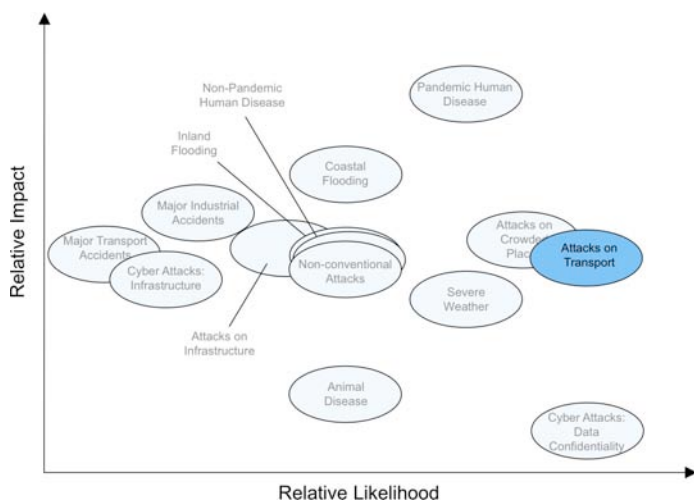 Pandemic Human
Disease
Non-Pandemic
Human Disease
Inland
Flooding
Coastal
Flooding
Major Industrial
Accidents
Major Transport
Accidents
Cyber Attacks:
Infrastructure
Non-conventional
Attacks
Attacks on
Crowded
Attacks on
Transport
Severe
Weather
Attacks on
Infrastructure
Animal
Disease
Cyber Attacks:
Data
Confidentiality
Relative Impact
Relative Likelihood